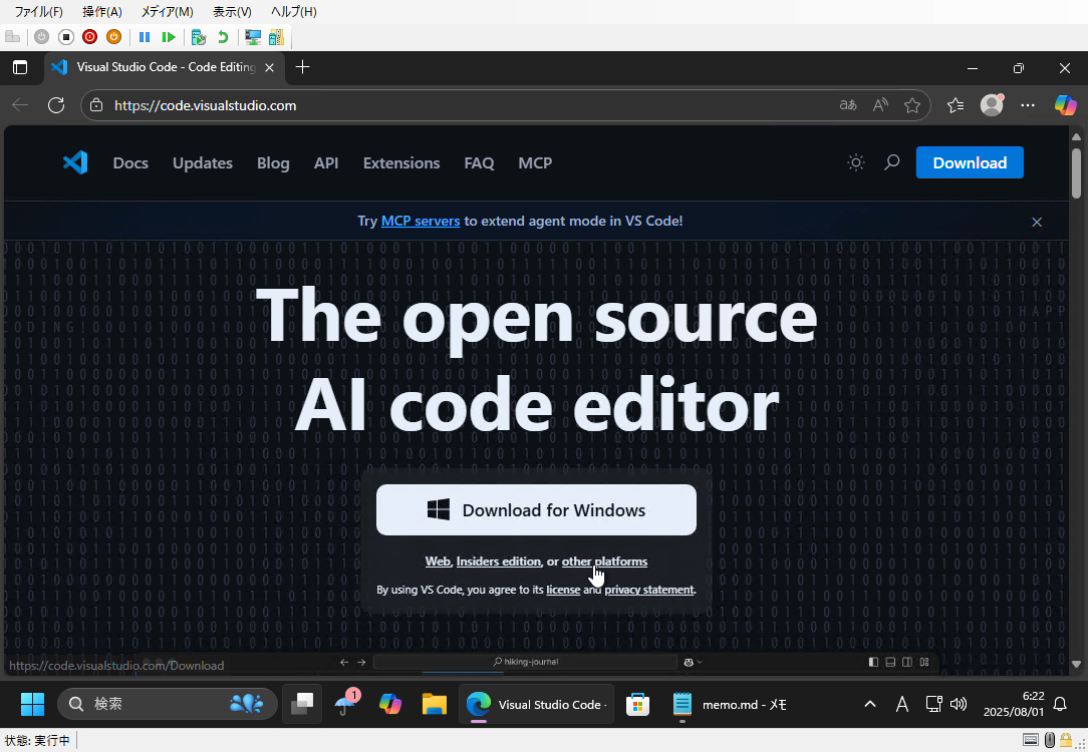 ファイル(F) 操作(A) メディア(M) 表示(V) ヘルプ(H)
Visual Studio Code - Code Editing
https://code.visualstudio.com
Docs Updates Blog API Extensions FAQ MCP Download
Try MCP servers to extend agent mode in VS Code!
The open source
AI code editor
Download for Windows
Web, Insiders edition, or other platforms
By using VS Code, you agree to its license and privacy statement.
hiking-journal
https://code.visualstudio.com/Download
検索
1
Visual Studio Code -
memo.md - メモ
A
6:22
2025/08/01
状態: 実行中